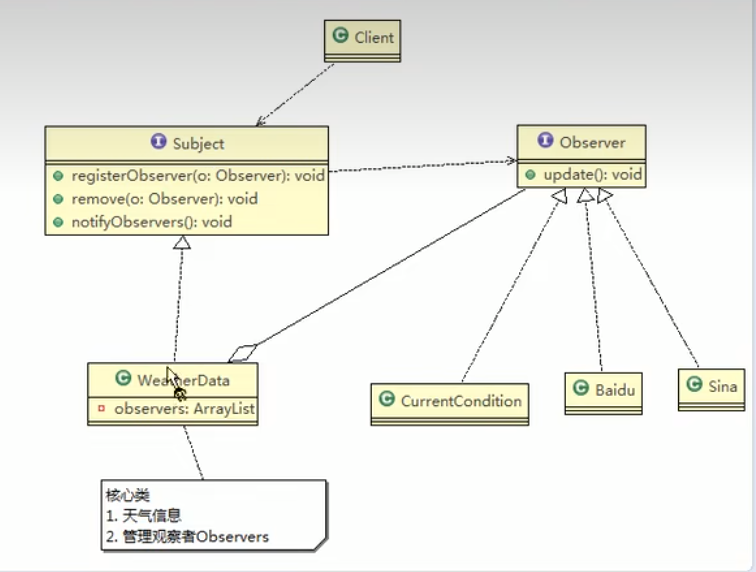 Client
Subject
registerObserver(o: Observer): void
remove(o: Observer): void
notifyObservers(): void
Observer
update(): void
WeatherData
observers: ArrayList
CurrentCondition
Baidu
Sina
核心类
1. 天气信息
2. 管理观察者Observers